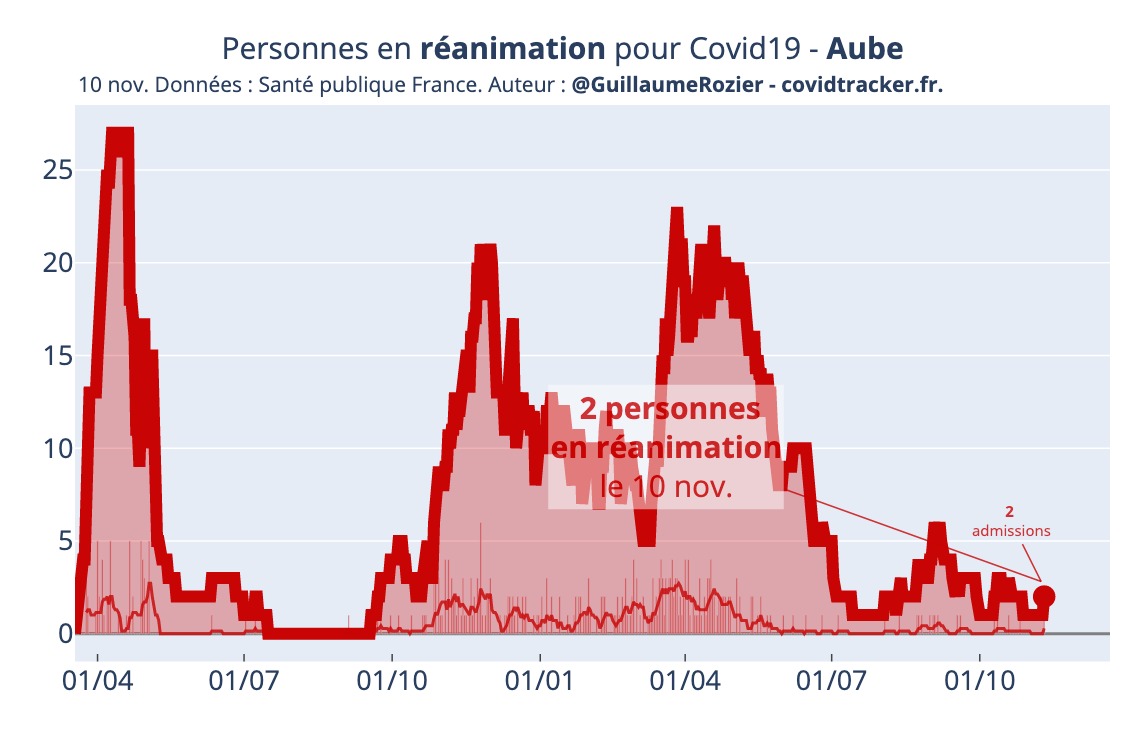 Personnes en réanimation pour Covid19 - Aube
10 nov. Données : Santé publique France. Auteur : @GuillaumeRozier - covidtracker.fr.
25
20
15
10
5
0
2 personnes
en réanimation
le 10 nov.
2
admissions
01/04
01/07
01/10
01/01
01/04
01/07
01/10